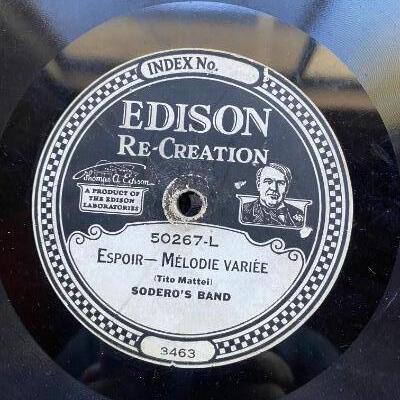 INDEX No.
EDISON
RE-CREATION
Thomas A. Edison
A PRODUCT OF
THE EDISON
LABORATORIES
50267-L
ESPOIR— MÉLODIE VARIÉE
(Tito Mattei)
SODERO'S BAND
3463